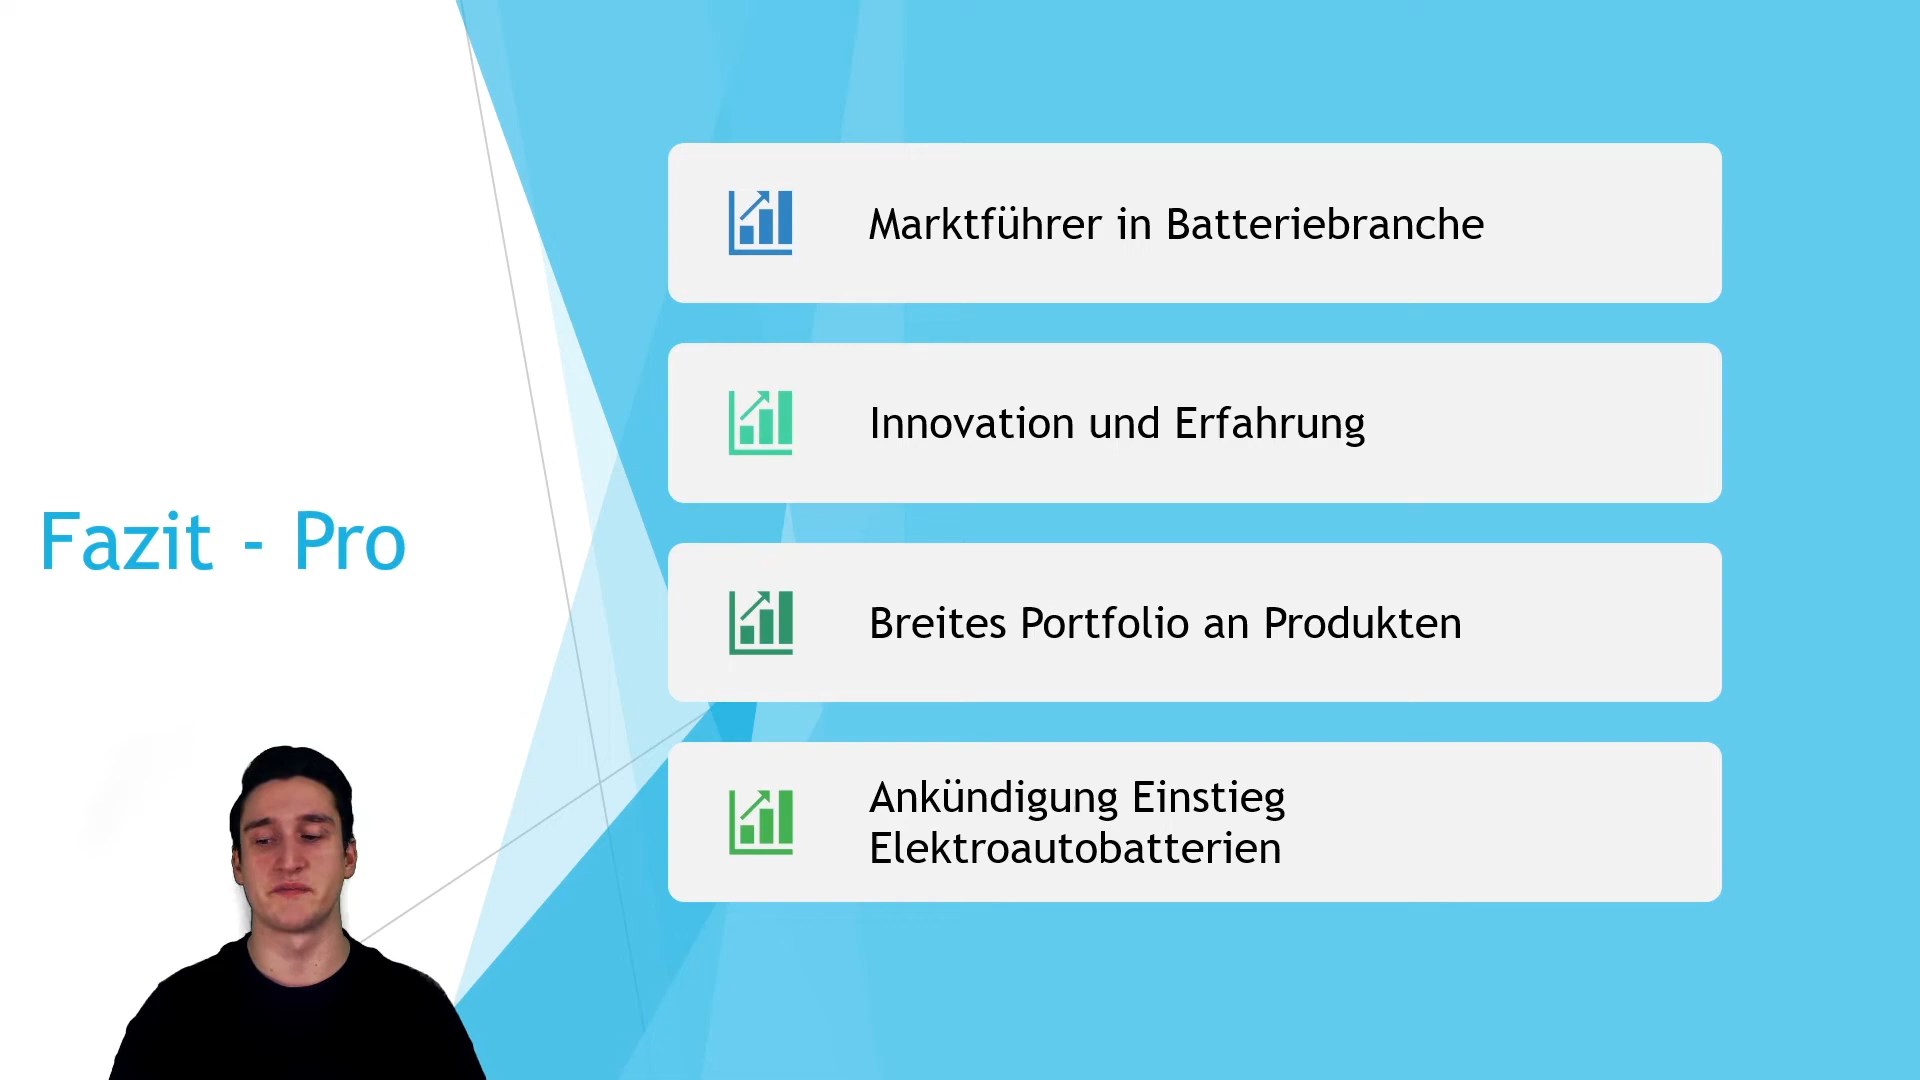 Fazit - Pro
Marktführer in Batteriebranche
Innovation und Erfahrung
Breites Portfolio an Produkten
Ankündigung Einstieg
Elektroautobatterien